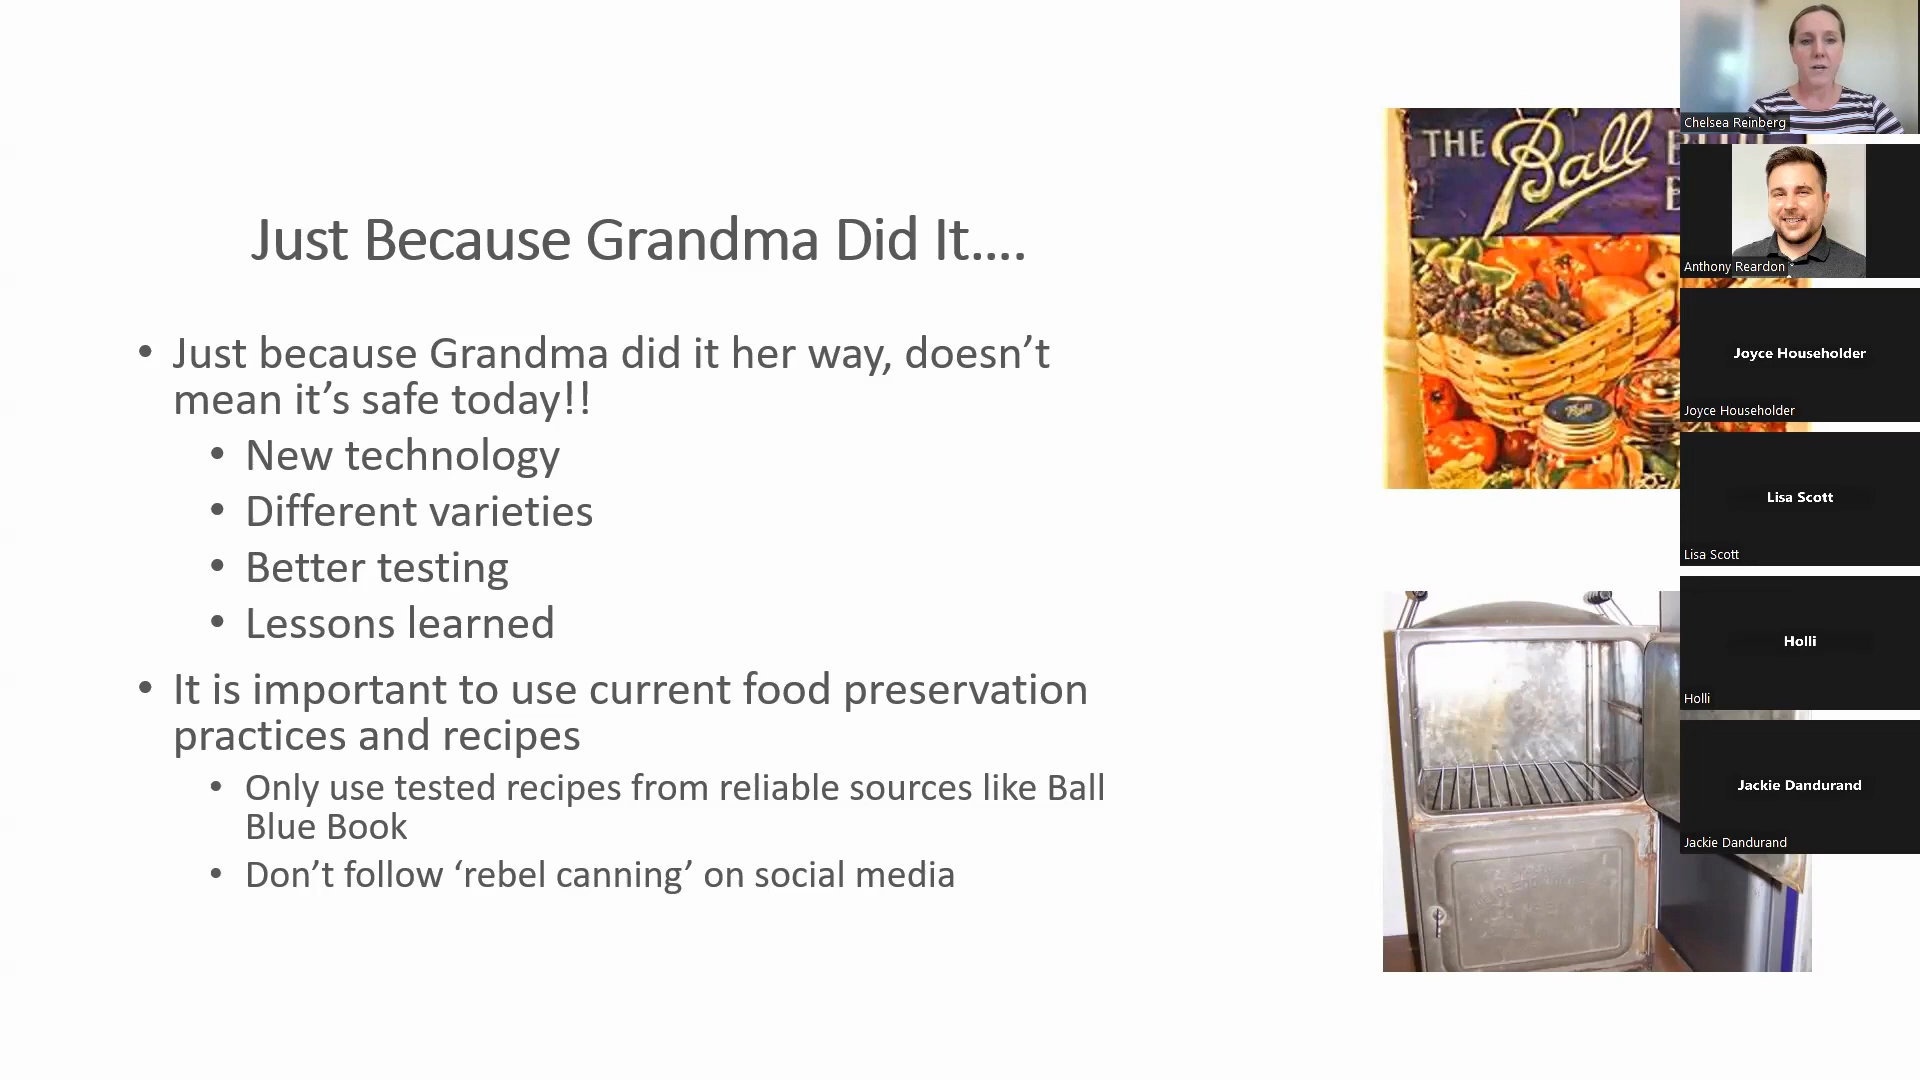 Just Because Grandma Did It....
• Just because Grandma did it her way, doesn’t
mean it’s safe today!!
• New technology
• Different varieties
• Better testing
• Lessons learned
• It is important to use current food preservation
practices and recipes
• Only use tested recipes from reliable sources like Ball
Blue Book
• Don’t follow ‘rebel canning’ on social media
THE Ball
Ball
Chelsea Reinberg
Anthony Reardon
Joyce Householder
Joyce Householder
Lisa Scott
Lisa Scott
Holli
Holli
Jackie Dandurand
Jackie Dandurand